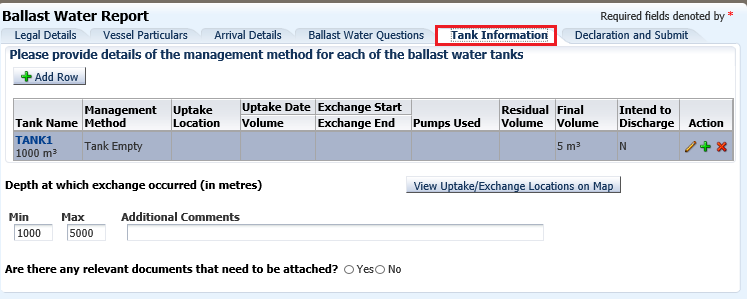 Ballast Water Report
Required fields denoted by *
Legal Details Vessel Particulars Arrival Details Ballast Water Questions Tank Information Declaration and Submit
Please provide details of the management method for each of the ballast water tanks
Add Row
Tank Name Management Method Uptake Location Uptake Date Volume Exchange Start Exchange End Pumps Used Residual Volume Final Volume Intend to Discharge Action
TANK1 1000 m³ Tank Empty 5 m³ N
Depth at which exchange occurred (in metres) View Uptake/Exchange Locations on Map
Min Max Additional Comments
1000 5000
Are there any relevant documents that need to be attached? Yes No